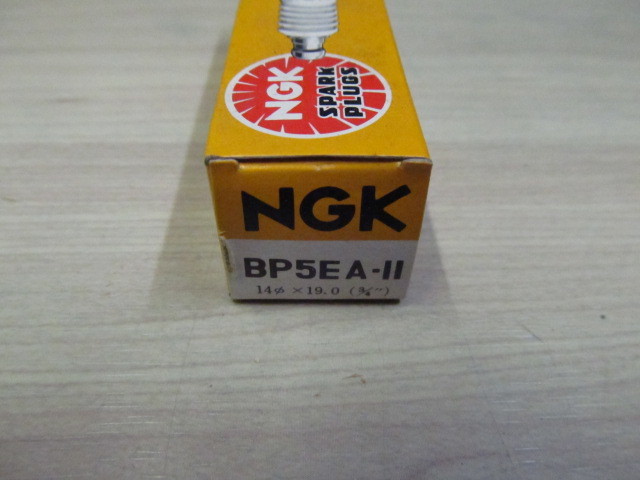 NGK
SPARK
PLUGS
NGK
BP5EA-11
14φ × 19.0 (3/4")